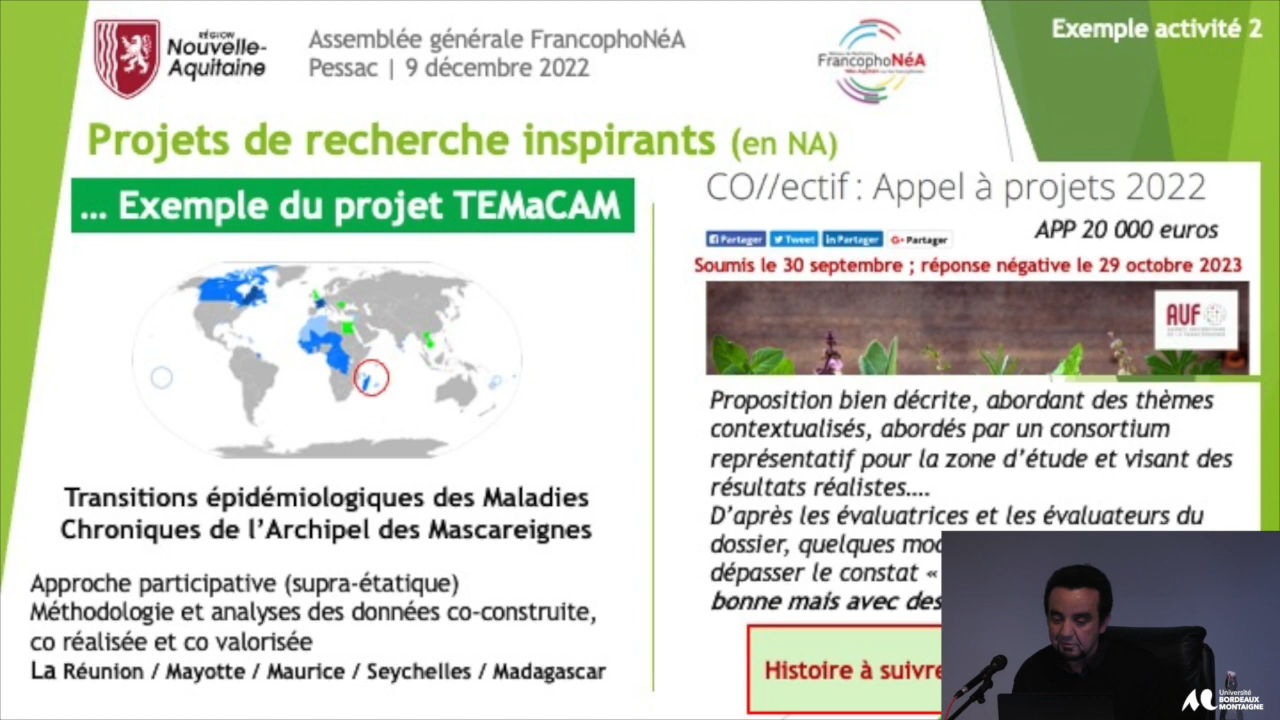 Exemple activité 2
RÉGION
Nouvelle-
Aquitaine
Assemblée générale FrancophoNéA
Pessac | 9 décembre 2022
FrancophoNéA
Projets de recherche inspirants (en NA)
... Exemple du projet TEMaCAM
Transitions épidémiologiques des Maladies
Chroniques de l'Archipel des Mascareignes
Approche participative (supra-étatique)
Méthodologie et analyses des données co-construite,
co réalisée et co valorisée
La Réunion / Mayotte / Maurice / Seychelles / Madagascar
CO//ectif : Appel à projets 2022
APP 20 000 euros
Partager
Tweet
Partager
G+ Partager
Soumis le 30 septembre ; réponse négative le 29 octobre 2023
AUF
Proposition bien décrite, abordant des thèmes
contextualisés, abordés par un consortium
représentatif pour la zone d'étude et visant des
résultats réalistes....
D'après les évaluatrices et les évaluateurs du
dossier, quelques mo
dépasser le constat «
bonne mais avec des
Histoire à suivre
Université
BORDEAUX
MONTAIGNE